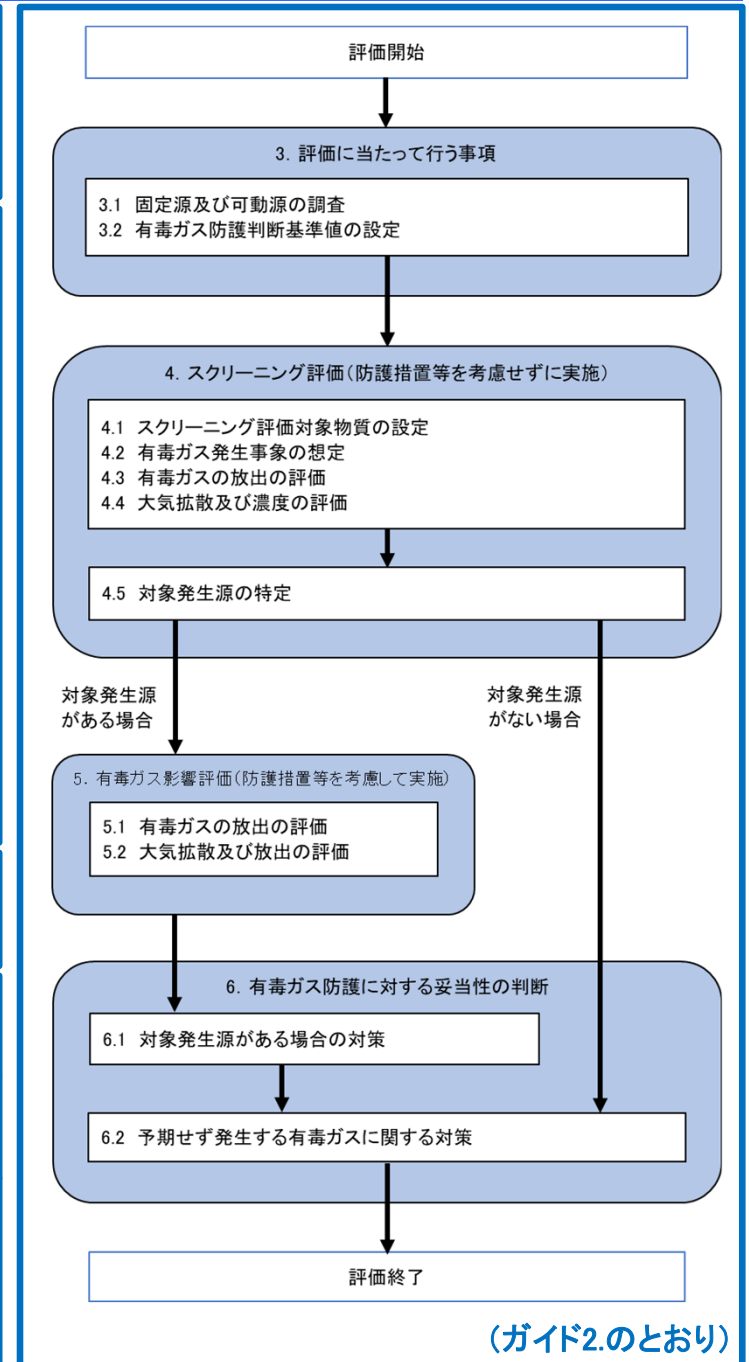 評価開始
3. 評価に当たって行う事項
3.1 固定源及び可動源の調査
3.2 有毒ガス防護判断基準値の設定
4. スクリーニング評価(防護措置等を考慮せずに実施)
4.1 スクリーニング評価対象物質の設定
4.2 有毒ガス発生事象の想定
4.3 有毒ガスの放出の評価
4.4 大気拡散及び濃度の評価
4.5 対象発生源の特定
対象発生源
がある場合
対象発生源
がない場合
5. 有毒ガス影響評価(防護措置等を考慮して実施)
5.1 有毒ガスの放出の評価
5.2 大気拡散及び放出の評価
6. 有毒ガス防護に対する妥当性の判断
6.1 対象発生源がある場合の対策
6.2 予期せず発生する有毒ガスに関する対策
評価終了
(ガイド2.のとおり)